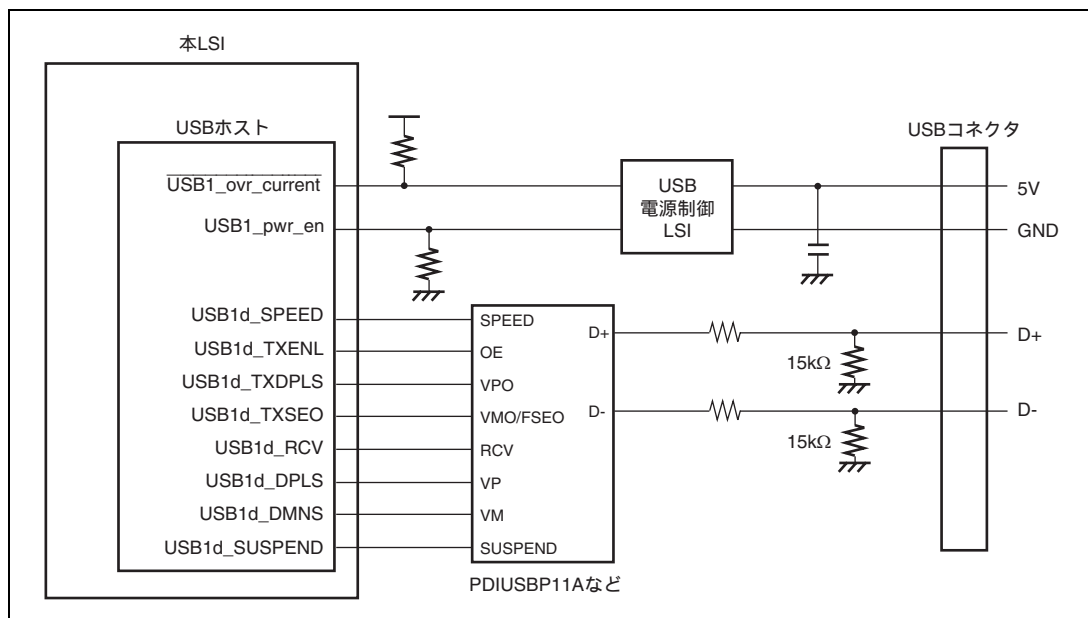 本LSI
USBホスト
USBコネクタ
USB1_ovr_current
USB1_pwr_en
USB
電源制御
LSI
5V
GND
USB1d_SPEED
USB1d_TXENL
USB1d_TXDPLS
USB1d_TXSEO
USB1d_RCV
USB1d_DPLS
USB1d_DMNS
USB1d_SUSPEND
SPEED
OE
VPO
VMO/FSEO
RCV
VP
VM
SUSPEND
D+
D-
15kΩ
15kΩ
D+
D-
PDIUSBP11Aなど